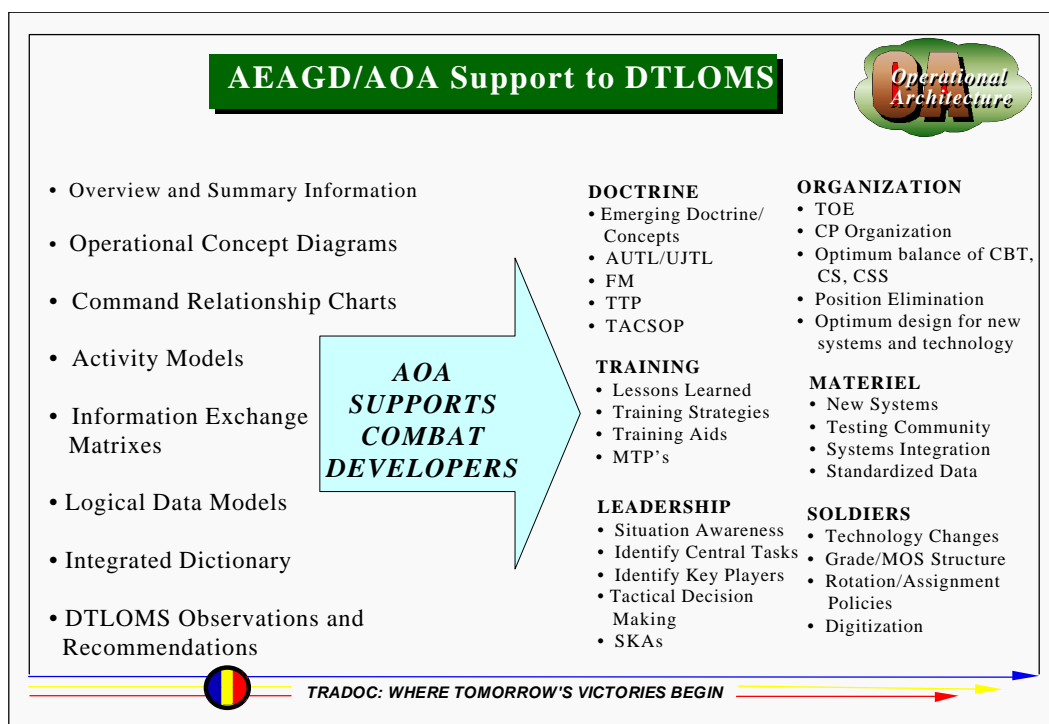 AEAGD/AOA Support to DTLOMS
OA
Operational
Architecture
• Overview and Summary Information
• Operational Concept Diagrams
• Command Relationship Charts
• Activity Models
• Information Exchange
Matrixes
• Logical Data Models
• Integrated Dictionary
• DTLOMS Observations and
Recommendations
AOA
SUPPORTS
COMBAT
DEVELOPERS
DOCTRINE
• Emerging Doctrine/
Concepts
• AUTL/UJTL
• FM
• TTP
• TACSOP
TRAINING
• Lessons Learned
• Training Strategies
• Training Aids
• MTP's
LEADERSHIP
• Situation Awareness
• Identify Central Tasks
• Identify Key Players
• Tactical Decision
Making
• SKAs
ORGANIZATION
• TOE
• CP Organization
• Optimum balance of CBT,
CS, CSS
• Position Elimination
• Optimum design for new
systems and technology
MATERIEL
• New Systems
• Testing Community
• Systems Integration
• Standardized Data
SOLDIERS
• Technology Changes
• Grade/MOS Structure
• Rotation/Assignment
Policies
• Digitization
TRADOC: WHERE TOMORROW'S VICTORIES BEGIN